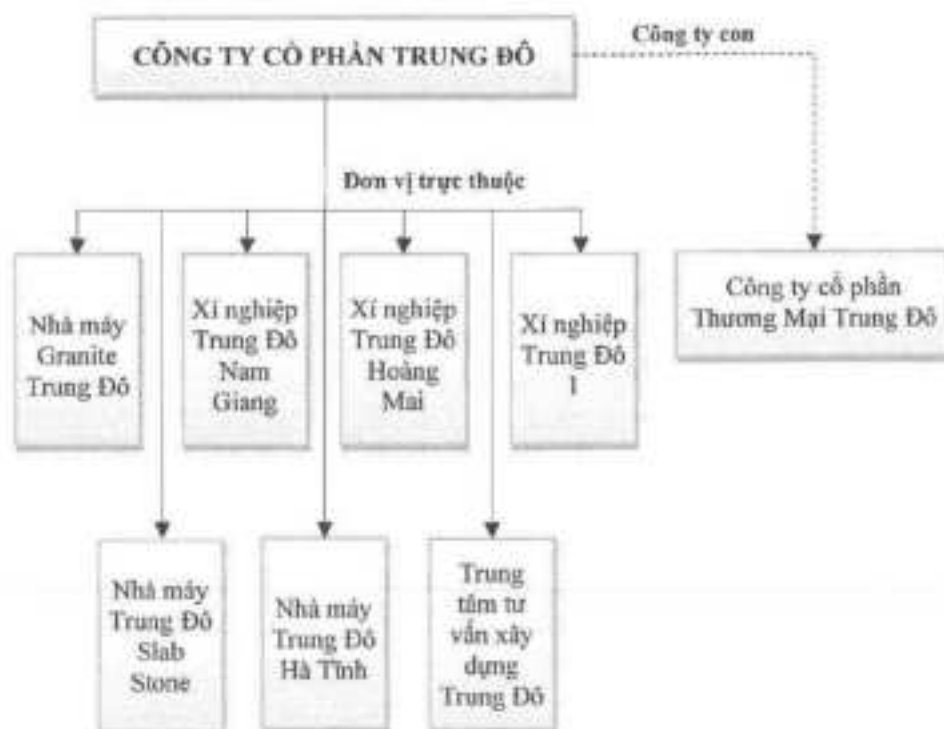 CÔNG TY CỔ PHẦN TRUNG ĐÔ
Công ty con
Đơn vị trực thuộc
Nhà máy
Granite
Trung Đô
Xí nghiệp
Trung Đô
Nam
Giang
Xí nghiệp
Trung Đô
Hoàng
Mai
Xí nghiệp
Trung Đô
1
Công ty cổ phần
Thương Mại Trung Đô
Nhà máy
Trung Đô
Slab
Stone
Nhà máy
Trung Đô
Hà Tĩnh
Trung
tâm tư
vấn xây
dựng
Trung Đô